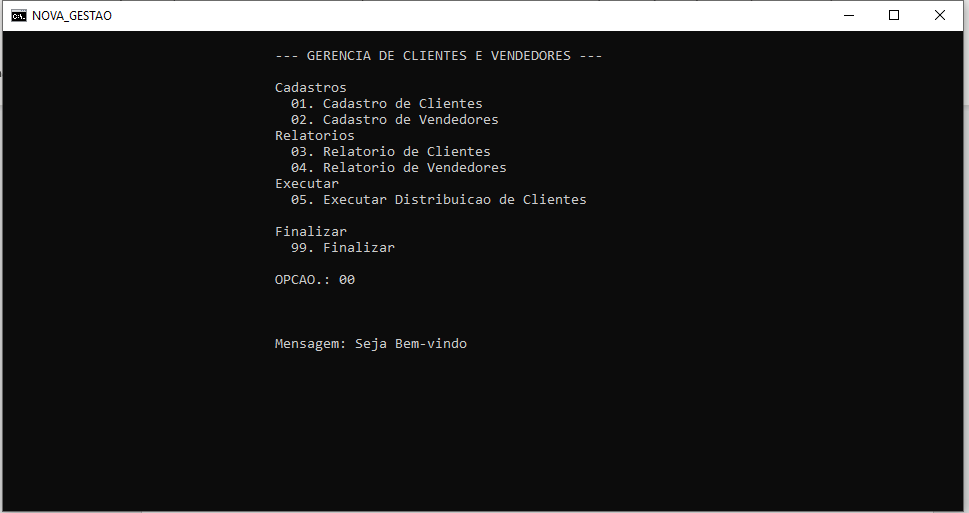 NOVA_GESTAO
--- GERENCIA DE CLIENTES E VENDEDORES ---
Cadastros
01. Cadastro de Clientes
02. Cadastro de Vendedores
Relatorios
03. Relatorio de Clientes
04. Relatorio de Vendedores
Executar
05. Executar Distribuicao de Clientes
Finalizar
99. Finalizar
OPCAO.: 00
Mensagem: Seja Bem-vindo